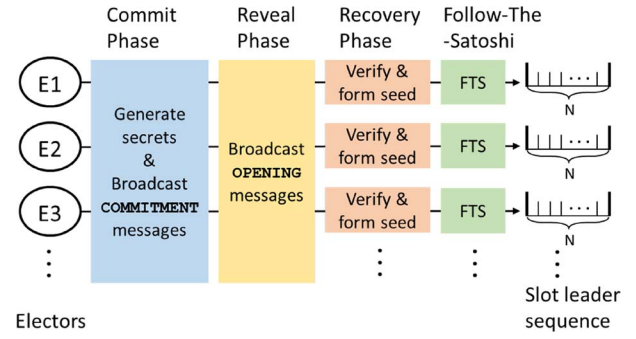 Commit
Phase
Reveal
Phase
Recovery
Phase
Follow-The
-Satoshi
E1
E2
E3
Generate
secrets
&
Broadcast
COMMITMENT
messages
Broadcast
OPENING
messages
Verify &
form seed
FTS
N
Verify &
form seed
FTS
N
Verify &
form seed
FTS
N
Electors
Slot leader
sequence